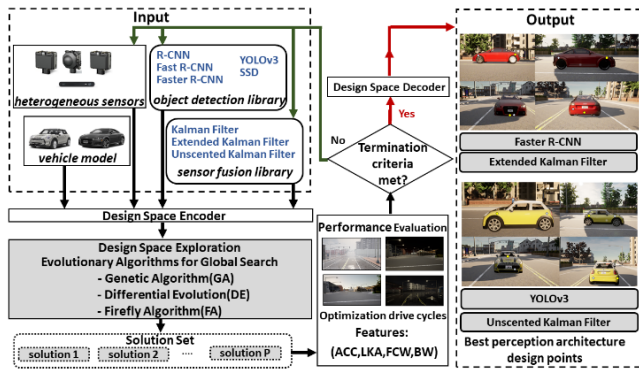 Input
heterogeneous sensors
R-CNN
Fast R-CNN
Faster R-CNN
YOLOv3
SSD
object detection library
vehicle model
Kalman Filter
Extended Kalman Filter
Unscented Kalman Filter
sensor fusion library
Design Space Encoder
Design Space Exploration
Evolutionary Algorithms for Global Search
- Genetic Algorithm(GA)
- Differential Evolution(DE)
- Firefly Algorithm(FA)
Solution Set
solution 1
solution 2
....
solution P
Design Space Decoder
Yes
No
Termination
criteria
met?
Performance Evaluation
Optimization drive cycles
Features:
(ACC,LKA,FCW,BW)
Output
Faster R-CNN
Extended Kalman Filter
YOLOv3
Unscented Kalman Filter
Best perception architecture
design points